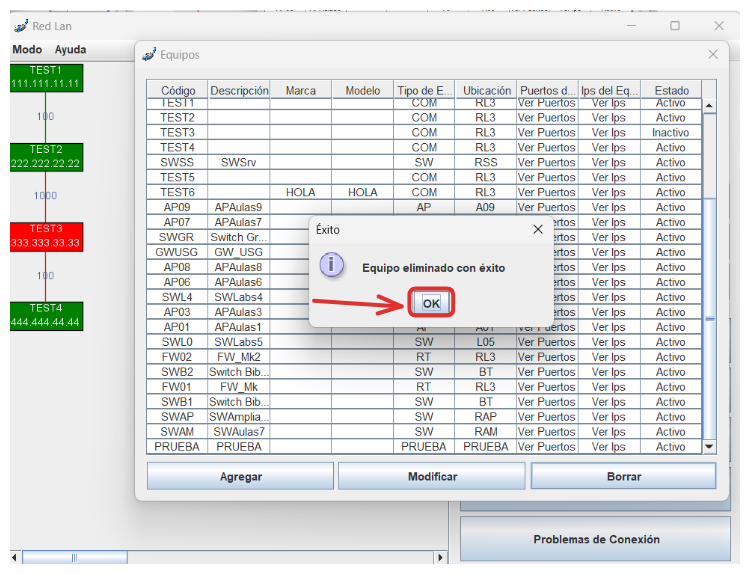 Red Lan
Modo Ayuda
TEST1
111.111.11.11
100
TEST2
222.222.22.22
1000
TEST3
333.333.33.33
100
TEST4
444.444.44.44
Equipos
Código Descripción Marca Modelo Tipo de E... Ubicación Puertos d... Ips del Eq... Estado
TEST1 COM RL3 Ver Puertos Ver Ips Activo
TEST2 COM RL3 Ver Puertos Ver Ips Activo
TEST3 COM RL3 Ver Puertos Ver Ips Inactivo
TEST4 COM RL3 Ver Puertos Ver Ips Activo
SWSS SWSrv SW RSS Ver Puertos Ver Ips Activo
TEST5 COM RL3 Ver Puertos Ver Ips Activo
TEST6 HOLA HOLA COM RL3 Ver Puertos Ver Ips Activo
AP09 APAulas9 AP A09 Ver Puertos Ver Ips Activo
AP07 APAulas7 ertos Ver Ips Activo
SWGR Switch Gr... ertos Ver Ips Activo
GWUSG GW_USG ertos Ver Ips Activo
AP08 APAulas8 ertos Ver Ips Activo
AP06 APAulas6 ertos Ver Ips Activo
SWL4 SWLabs4 ertos Ver Ips Activo
AP03 APAulas3 ertos Ver Ips Activo
AP01 APAulas1 AP A01 Ver Puertos Ver Ips Activo
SWL0 SWLabs5 SW L05 Ver Puertos Ver Ips Activo
FW02 FW_Mk2 RT RL3 Ver Puertos Ver Ips Activo
SWB2 Switch Bib... SW BT Ver Puertos Ver Ips Activo
FW01 FW_Mk RT RL3 Ver Puertos Ver Ips Activo
SWB1 Switch Bib... SW BT Ver Puertos Ver Ips Activo
SWAP SWAmplia... SW RAP Ver Puertos Ver Ips Activo
SWAM SWAulas7 SW RAM Ver Puertos Ver Ips Activo
PRUEBA PRUEBA PRUEBA PRUEBA Ver Puertos Ver Ips Activo
Éxito
Equipo eliminado con éxito
OK
Agregar Modificar Borrar
Problemas de Conexión